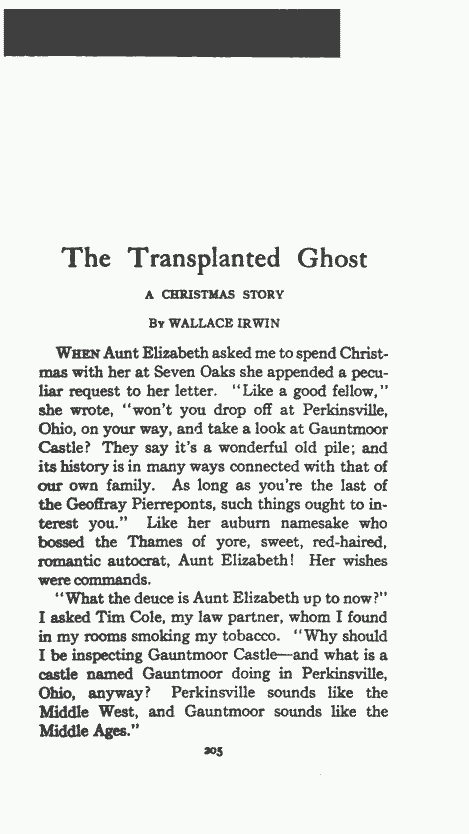 The Transplanted Ghost
A CHRISTMAS STORY
By WALLACE IRWIN
WHEN Aunt Elizabeth asked me to spend Christ-
mas with her at Seven Oaks she appended a pecu-
liar request to her letter. "Like a good fellow,"
she wrote, "won't you drop off at Perkinsville,
Ohio, on your way, and take a look at Gauntmoor
Castle? They say it's a wonderful old pile; and
its history is in many ways connected with that of
our own family. As long as you're the last of
the Geoffray Pierreponts, such things ought to in-
terest you." Like her auburn namesake who
bossed the Thames of yore, sweet, red-haired,
romantic autocrat, Aunt Elizabeth! Her wishes
were commands.
"What the deuce is Aunt Elizabeth up to now?"
I asked Tim Cole, my law partner, whom I found
in my rooms smoking my tobacco. "Why should
I be inspecting Gauntmoor Castle—and what is a
castle named Gauntmoor doing in Perkinsville,
Ohio, anyway? Perkinsville sounds like the
Middle West, and Gauntmoor sounds like the
Middle Ages."
205